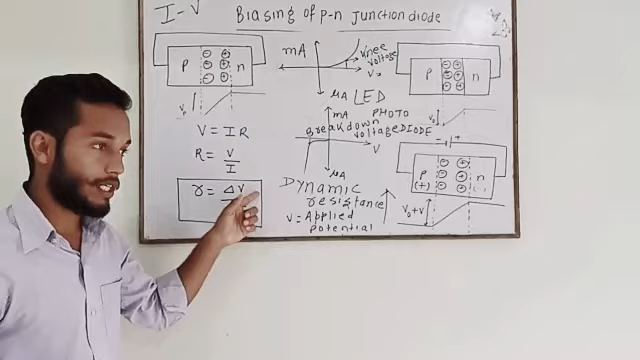 I-V
Biasing of p-n junction diode
mA
knee
voltage
V
μA
LED
P
n
V₀
P
n
V₀
mA
PHOTO
breakdown
voltage
DIODE
V
μA
V = IR
R = V/I
r = ΔV
Dynamic
resistance
V = Applied
potential
- +
P
(+)
n
(-)
V₀+V